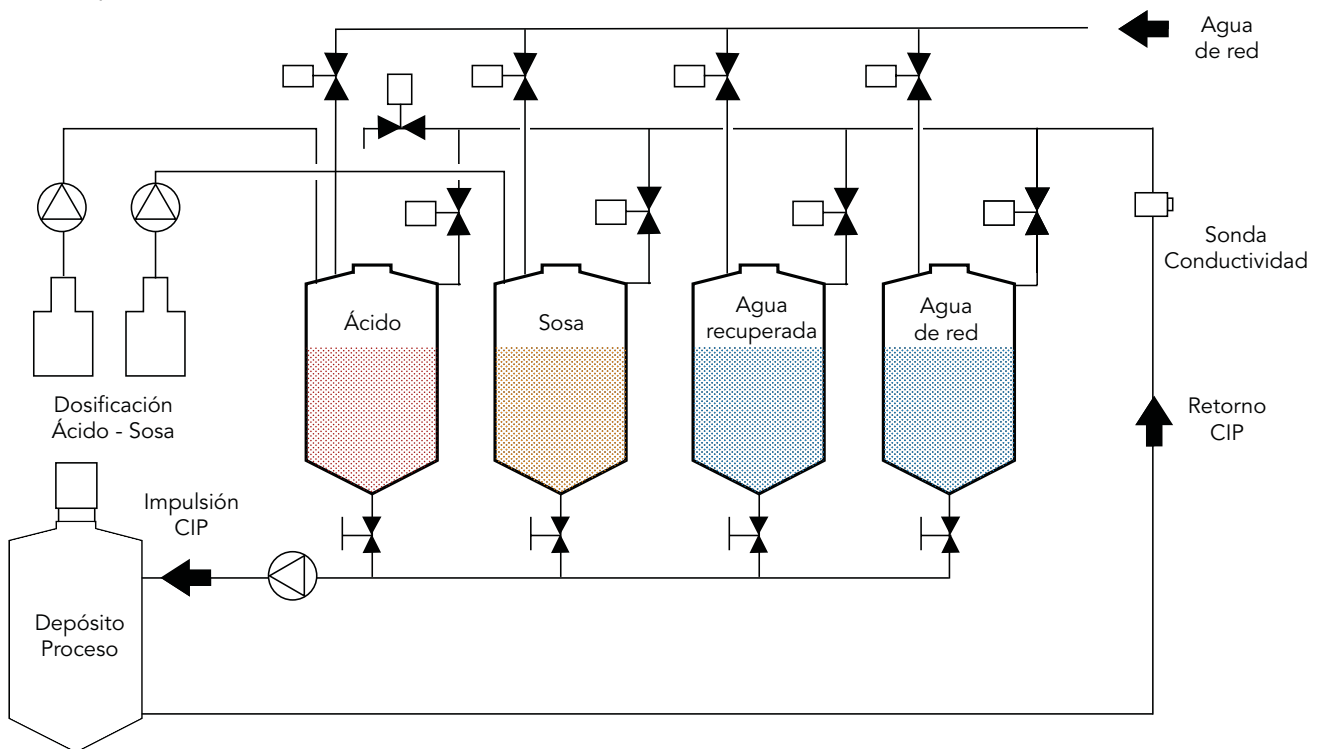 Agua
de red
Sonda
Conductividad
Ácido
Sosa
Agua
recuperada
Agua
de red
Dosificación
Ácido - Sosa
Retorno
CIP
Impulsión
CIP
Depósito
Proceso